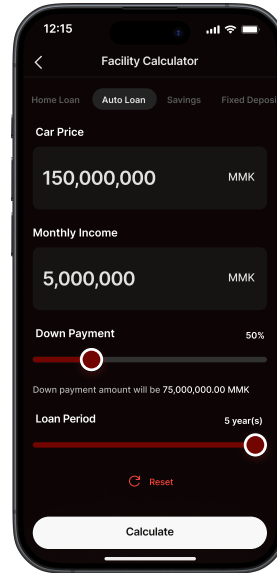 12:15
Facility Calculator
Home Loan Auto Loan Savings Fixed Deposi
Car Price
150,000,000 MMK
Monthly Income
5,000,000 MMK
Down Payment 50%
Down payment amount will be 75,000,000.00 MMK
Loan Period 5 year(s)
Reset
Calculate